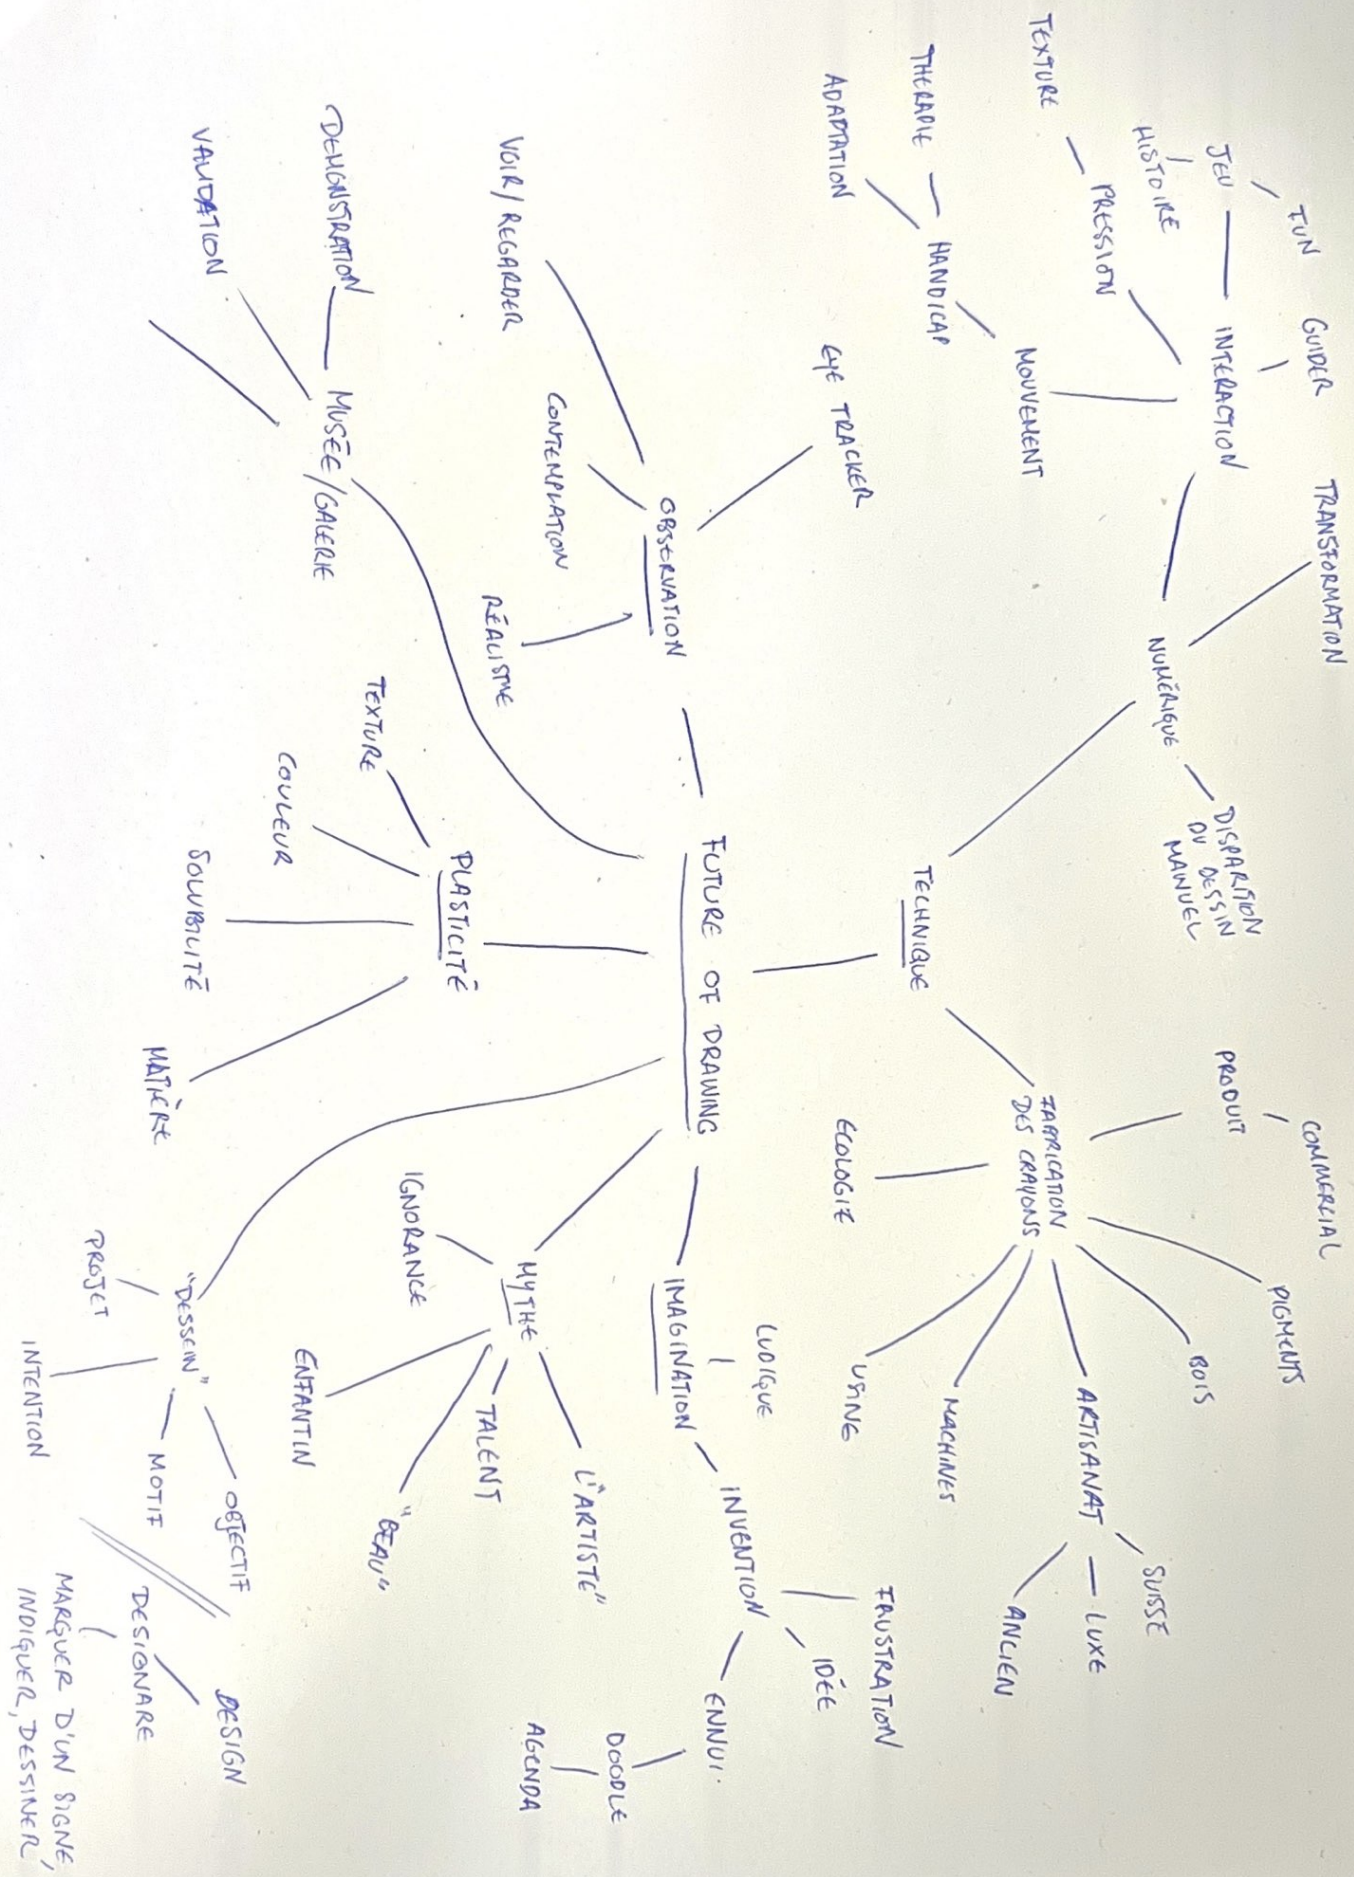 TRANSFORMATION
COMMERCIAL
FUN
GUIDER
PIGMENTS
JEU
INTERACTION
PRODUIT
DISPARITION
DU DESSIN
MANUEL
BOIS
HISTOIRE
NUMÉRIQUE
SUISSE
PRESSION
ARTISANAT
LUXE
TEXTURE
MOUVEMENT
FABRICATION
DES CRAYONS
ANCIEN
HANDICAP
THERAPIE
TECHNIQUE
MACHINES
ADAPTATION
EYE TRACKER
ECOLOGIE
USINE
FRUSTRATION
IDÉE
LUDIQUE
INVENTION
ENNUI.
FUTURE OF DRAWING
OBSERVATION
IMAGINATION
DOODLE
CONTEMPLATION
L'"ARTISTE"
VOIR/REGARDER
RÉALISME
MYTHE
TALENT
AGENDA
PLASTICITÉ
IGNORANCE
"BEAU"
TEXTURE
DEMONSTRATION
MUSÉE/GALERIE
ENFANTIN
COULEUR
OBJECTIF
DESIGN
VALIDATION
SOLUBILITÉ
"DESSEIN"
MOTIF
MATIÈRE
DESIGNARE
PROJET
INTENTION
MARQUER D'UN SIGNE,
INDIQUER, DESSINER,